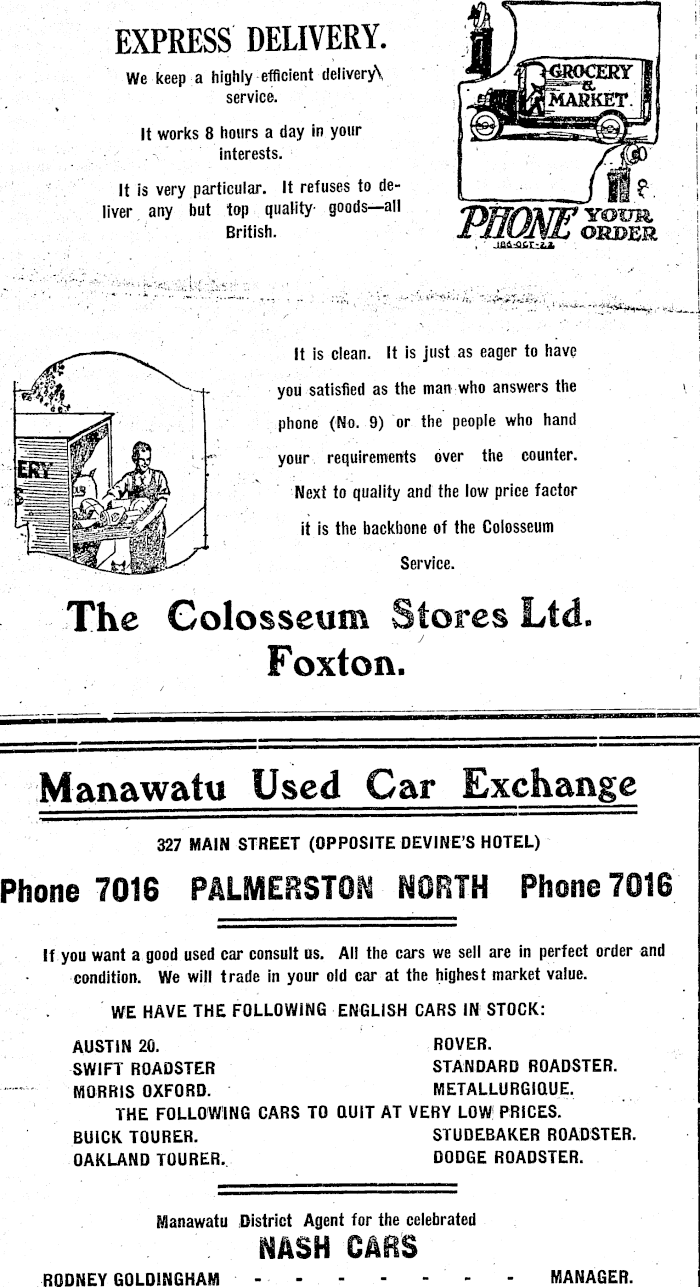 EXPRESS DELIVERY.
We keep a highly efficient delivery
service.
It works 8 hours a day in your
interests.
It is very particular. It refuses to de-
liver any but top quality goods—all
British.
GROCERY
&
MARKET.
PHONE YOUR
ORDER
186-OCT-22
It is clean. It is just as eager to have
you satisfied as the man who answers the
phone (No. 9) or the people who hand
your requirements over the counter.
Next to quality and the low price factor
it is the backbone of the Colosseum
Service.
ERY
S
The Colosseum Stores Ltd.
Foxton.
Manawatu Used Car Exchange
327 MAIN STREET (OPPOSITE DEVINE'S HOTEL)
Phone 7016 PALMERSTON NORTH Phone 7016
If you want a good used car consult us. All the cars we sell are in perfect order and
condition. We will trade in your old car at the highest market value.
WE HAVE THE FOLLOWING ENGLISH CARS IN STOCK:
AUSTIN 20. ROVER.
SWIFT ROADSTER STANDARD ROADSTER.
MORRIS OXFORD. METALLURGIQUE.
THE FOLLOWING CARS TO QUIT AT VERY LOW PRICES.
BUICK TOURER. STUDEBAKER ROADSTER.
OAKLAND TOURER. DODGE ROADSTER.
Manawatu District Agent for the celebrated
NASH CARS
RODNEY GOLDINGHAM - - - - - - - MANAGER.